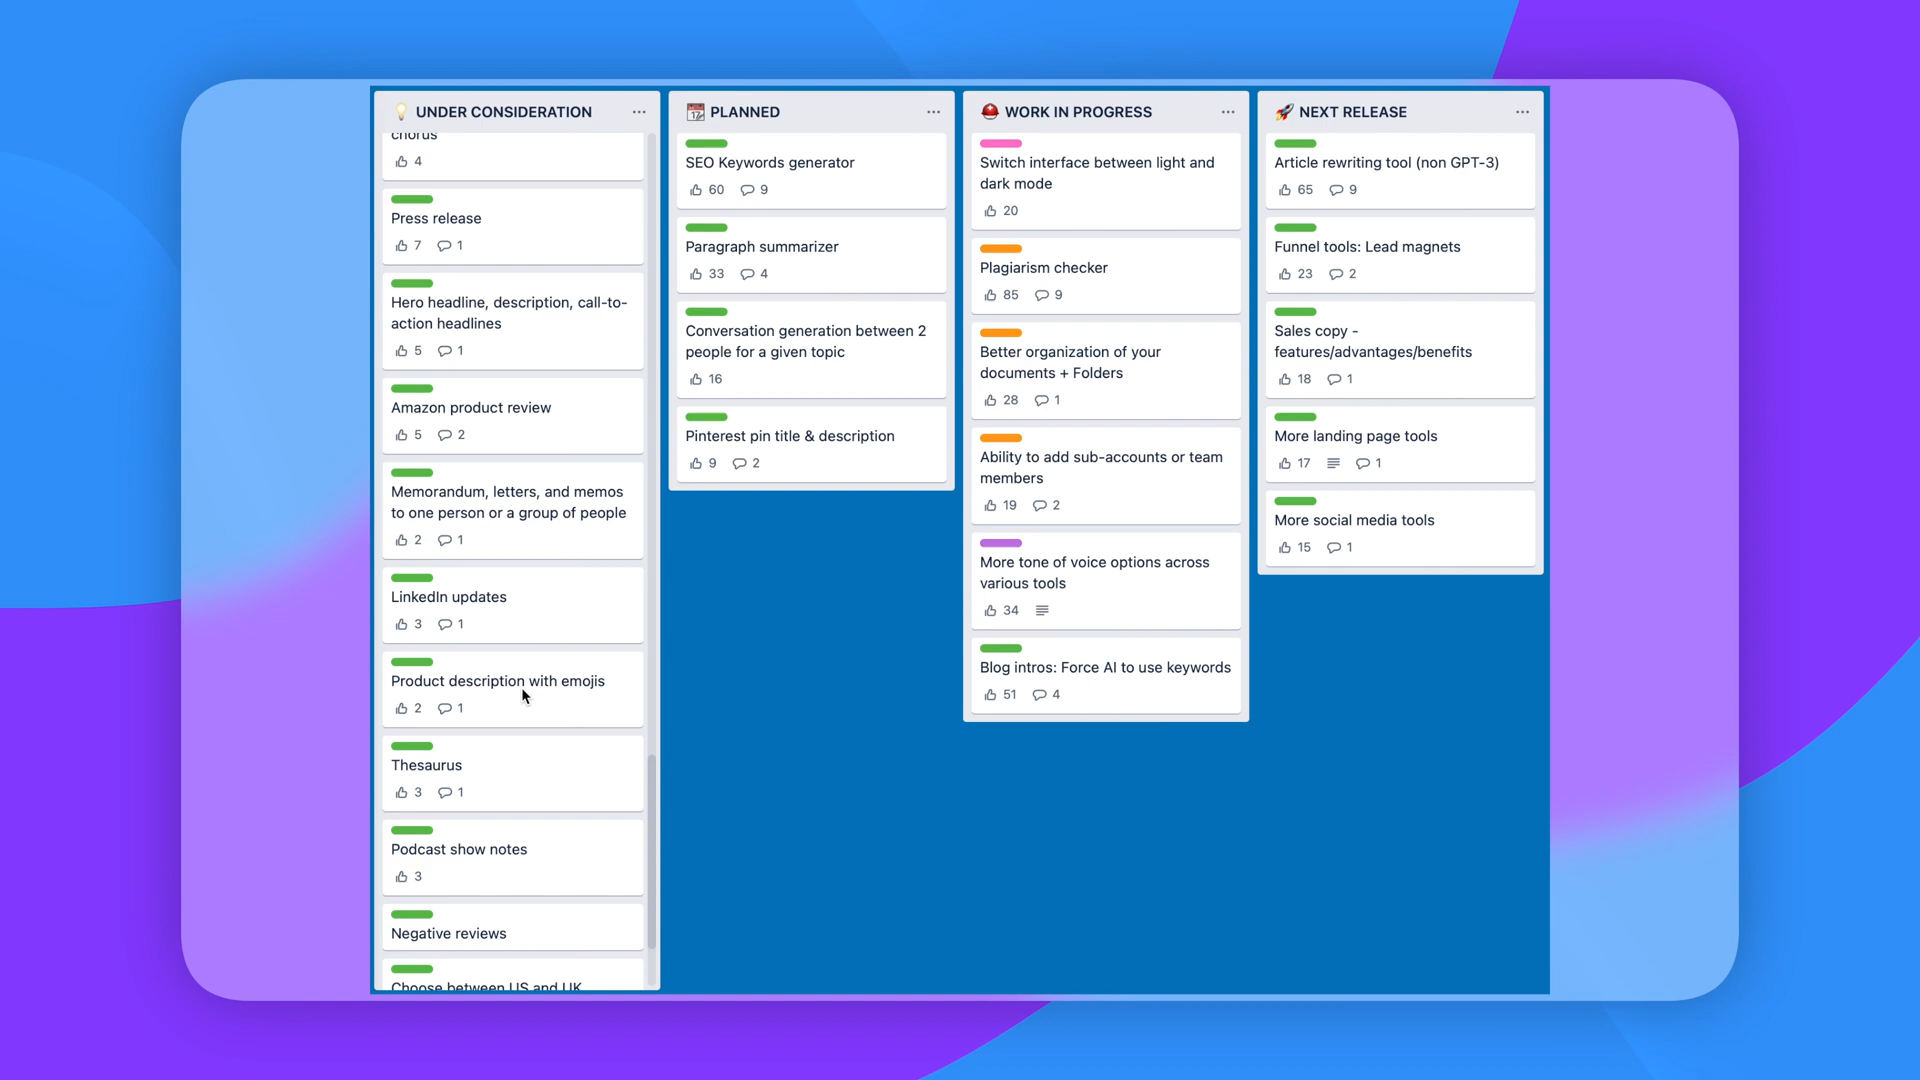 UNDER CONSIDERATION
chorus
4
Press release
7 1
Hero headline, description, call-to-
action headlines
5 1
Amazon product review
5 2
Memorandum, letters, and memos
to one person or a group of people
2 1
LinkedIn updates
3 1
Product description with emojis
2 1
Thesaurus
3 1
Podcast show notes
3
Negative reviews
Choose between US and UK
PLANNED
SEO Keywords generator
60 9
Paragraph summarizer
33 4
Conversation generation between 2
people for a given topic
16
Pinterest pin title & description
9 2
WORK IN PROGRESS
Switch interface between light and
dark mode
20
Plagiarism checker
85 9
Better organization of your
documents + Folders
28 1
Ability to add sub-accounts or team
members
19 2
More tone of voice options across
various tools
34
Blog intros: Force AI to use keywords
51 4
NEXT RELEASE
Article rewriting tool (non GPT-3)
65 9
Funnel tools: Lead magnets
23 2
Sales copy -
features/advantages/benefits
18 1
More landing page tools
17 1
More social media tools
15 1